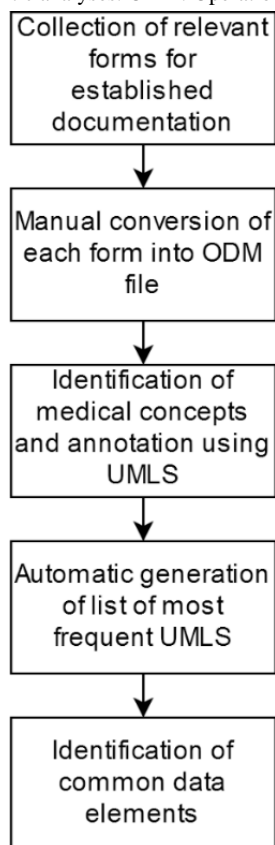 Collection of relevant
forms for
established
documentation
Manual conversion of
each form into ODM
file
Identification of
medical concepts
and annotation using
UMLS
Automatic generation
of list of most
frequent UMLS
Identification of
common data
elements